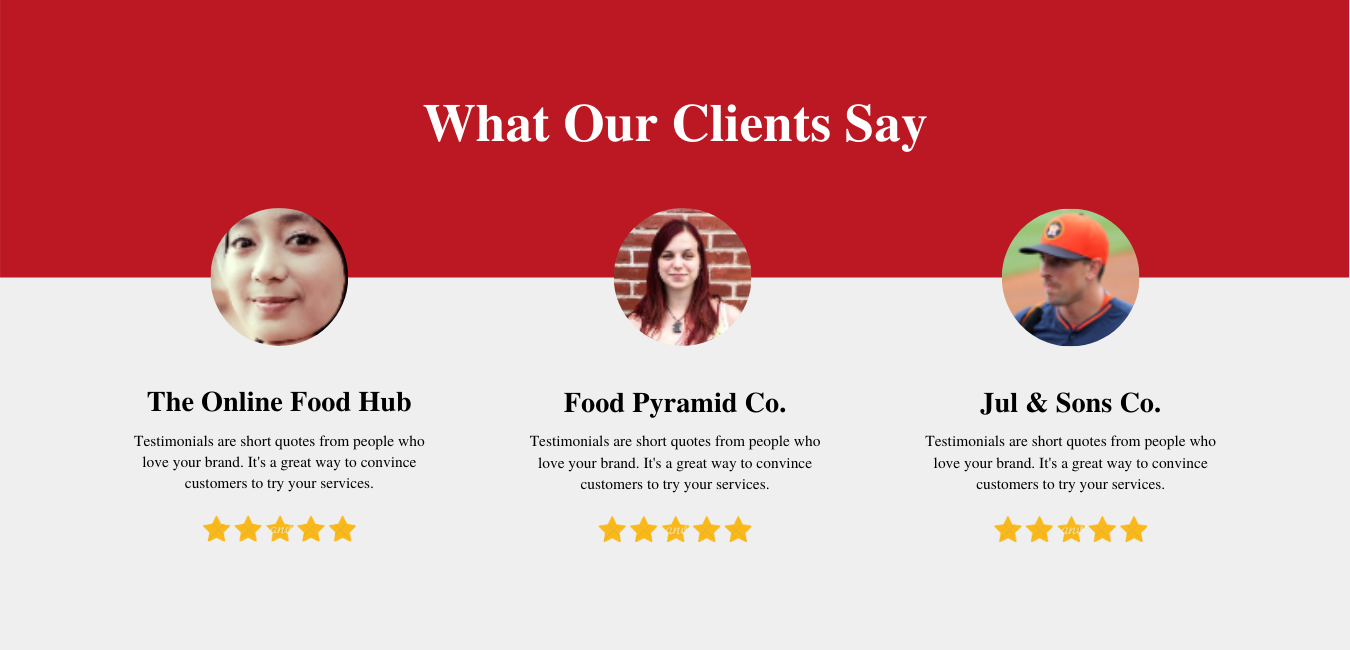 What Our Clients Say
The Online Food Hub
Testimonials are short quotes from people who
love your brand. It's a great way to convince
customers to try your services.
Food Pyramid Co.
Testimonials are short quotes from people who
love your brand. It's a great way to convince
customers to try your services.
Jul & Sons Co.
Testimonials are short quotes from people who
love your brand. It's a great way to convince
customers to try your services.